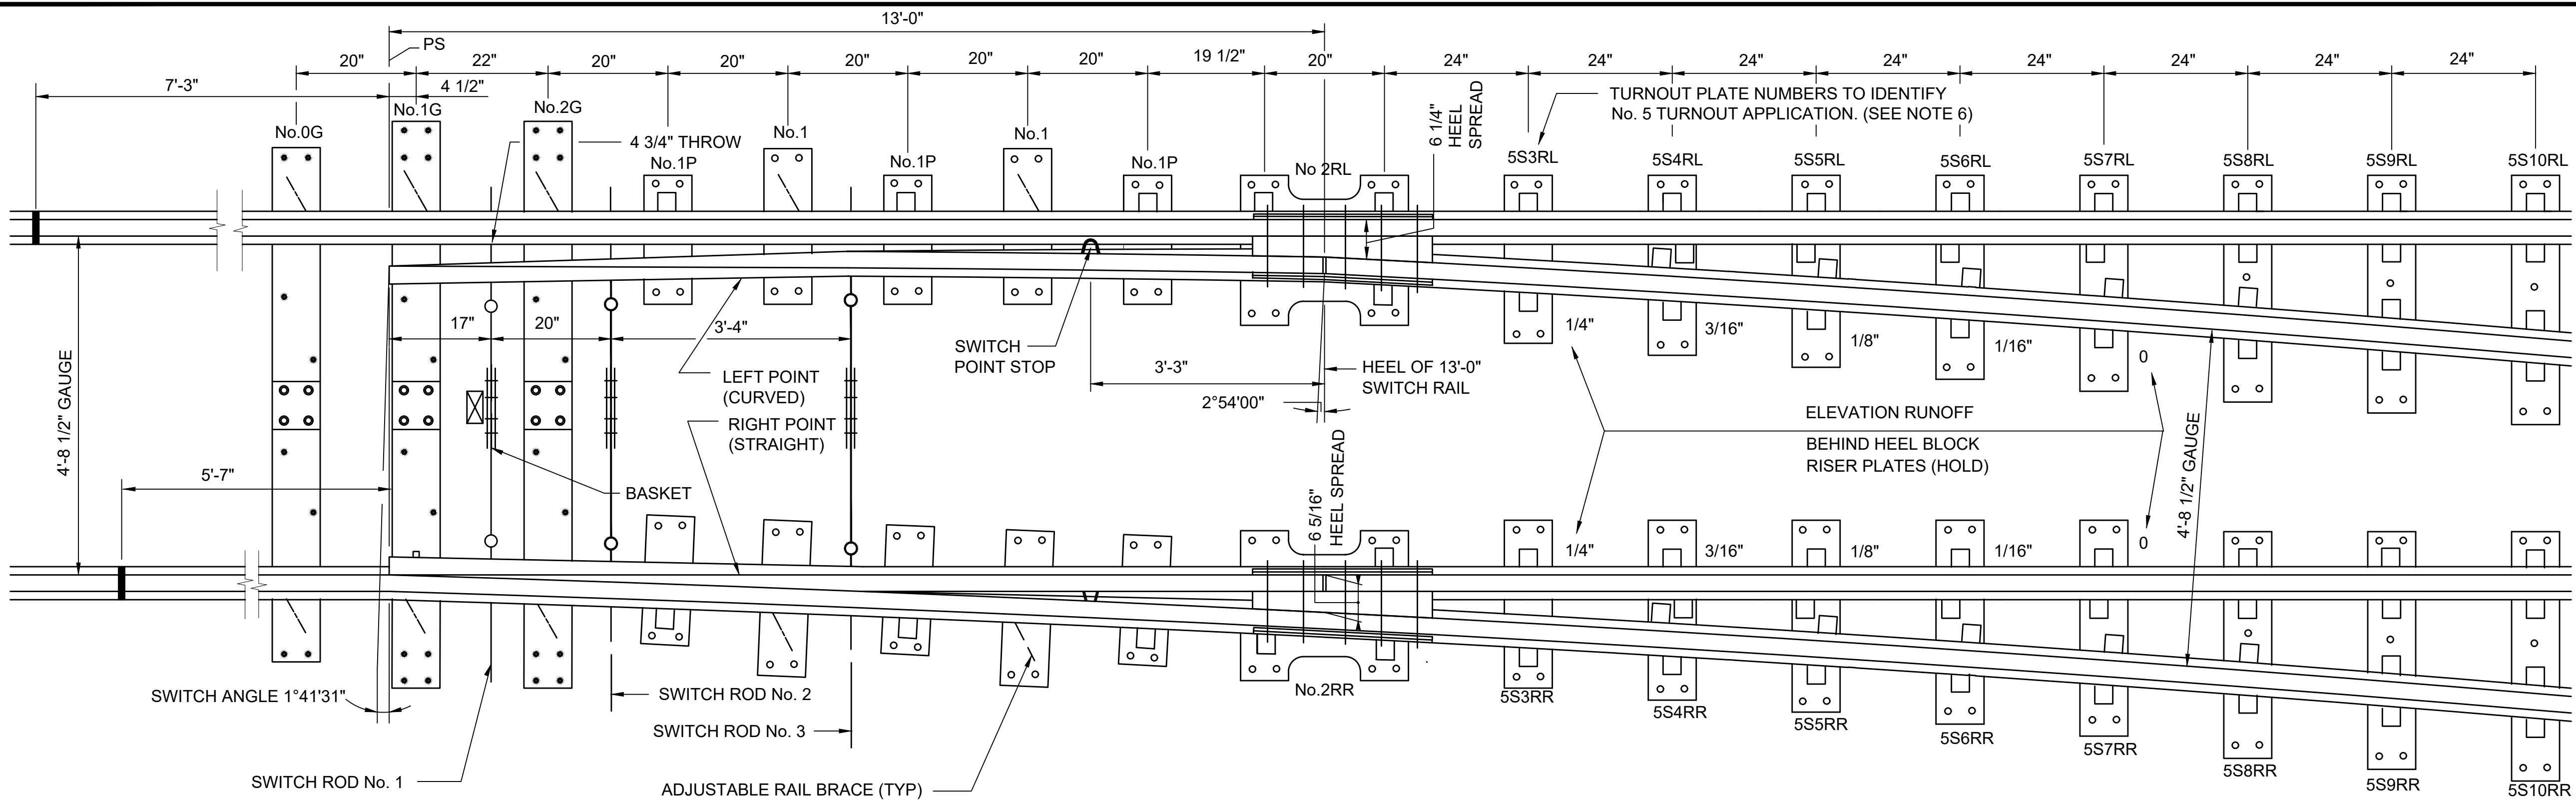 13'-0"
PS
20"
22"
20"
20"
20"
20"
20"
19 1/2"
20"
24"
24"
24"
24"
24"
24"
24"
24"
7'-3"
4 1/2"
No.0G
No.1G
No.2G
4 3/4" THROW
No.1P
No.1
No.1P
No.1
No.1P
No 2RL
6 1/4"
HEEL
SPREAD
TURNOUT PLATE NUMBERS TO IDENTIFY
No. 5 TURNOUT APPLICATION. (SEE NOTE 6)
5S3RL
5S4RL
5S5RL
5S6RL
5S7RL
5S8RL
5S9RL
5S10RL
4'-8 1/2" GAUGE
17"
20"
3'-4"
LEFT POINT
(CURVED)
RIGHT POINT
(STRAIGHT)
SWITCH
POINT STOP
3'-3"
HEEL OF 13'-0"
SWITCH RAIL
2°54'00"
1/4"
3/16"
1/8"
1/16"
0
ELEVATION RUNOFF
BEHIND HEEL BLOCK
RISER PLATES (HOLD)
4'-8 1/2" GAUGE
5'-7"
BASKET
6 5/16"
HEEL SPREAD
1/4"
3/16"
1/8"
1/16"
0
SWITCH ANGLE 1°41'31"
SWITCH ROD No. 2
SWITCH ROD No. 3
SWITCH ROD No. 1
ADJUSTABLE RAIL BRACE (TYP)
No.2RR
5S3RR
5S4RR
5S5RR
5S6RR
5S7RR
5S8RR
5S9RR
5S10RR